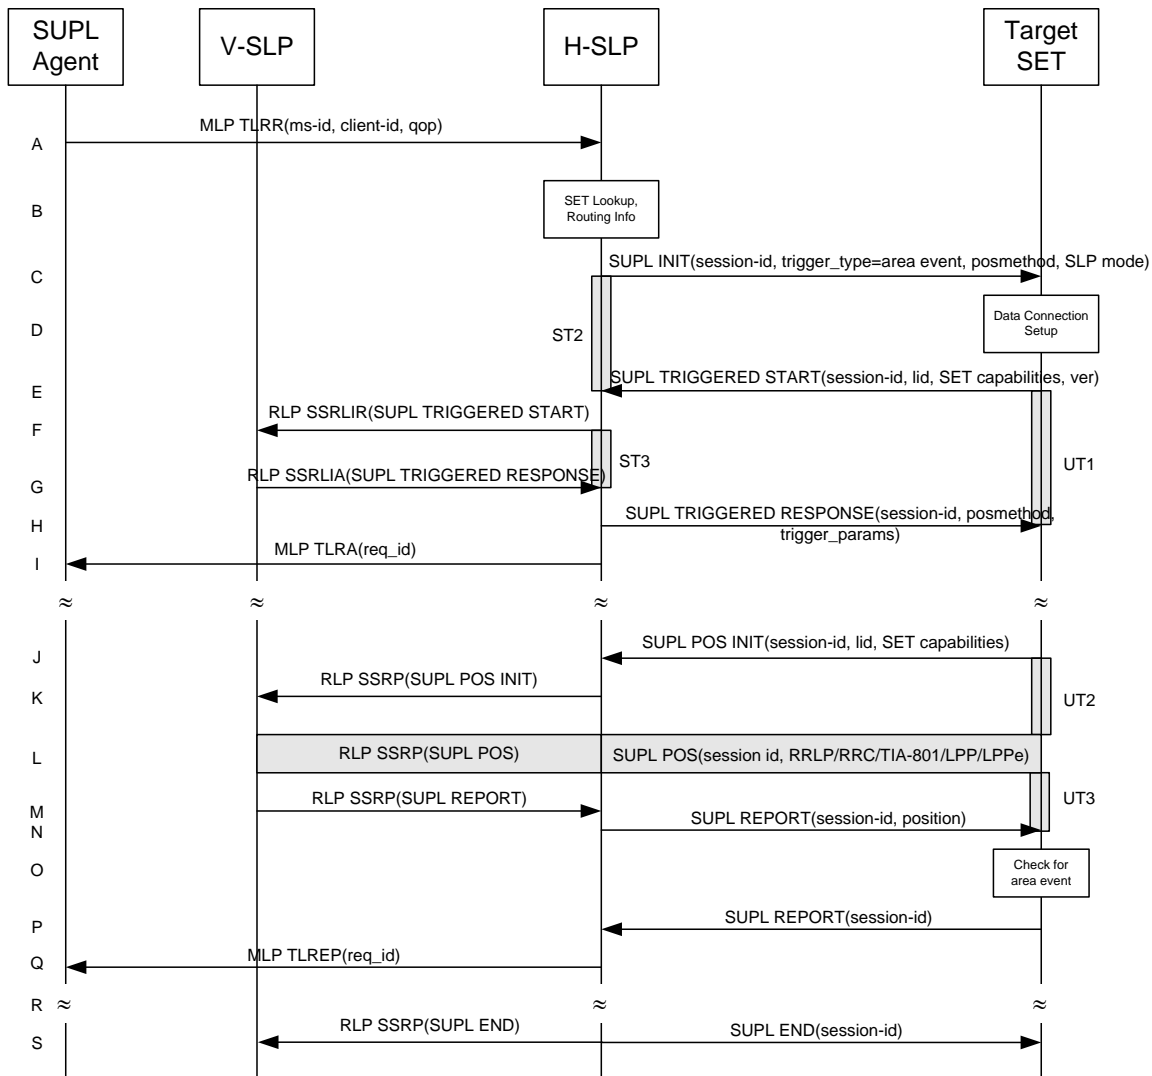 SUPL
Agent
V-SLP
H-SLP
Target
SET
MLP TLRR(ms-id, client-id, qop)
A
SET Lookup,
Routing Info
B
SUPL INIT(session-id, trigger_type=area event, posmethod, SLP mode)
C
Data Connection
Setup
D
ST2
SUPL TRIGGERED START(session-id, lid, SET capabilities, ver)
E
RLP SSRLIR(SUPL TRIGGERED START)
F
ST3
UT1
RLP SSRLIA(SUPL TRIGGERED RESPONSE)
G
SUPL TRIGGERED RESPONSE(session-id, posmethod,
trigger_params)
H
MLP TLRA(req_id)
I
≈ ≈ ≈ ≈
SUPL POS INIT(session-id, lid, SET capabilities)
J
RLP SSRP(SUPL POS INIT)
K
UT2
L
RLP SSRP(SUPL POS)
SUPL POS(session id, RRLP/RRC/TIA-801/LPP/LPPe)
RLP SSRP(SUPL REPORT)
UT3
M
SUPL REPORT(session-id, position)
N
Check for
area event
O
SUPL REPORT(session-id)
P
MLP TLREP(req_id)
Q
R ≈ ≈ ≈
RLP SSRP(SUPL END)
SUPL END(session-id)
S